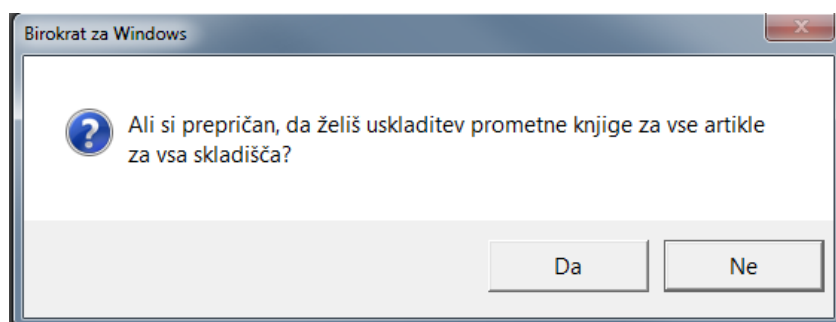 Birokrat za Windows
Ali si prepričan, da želiš uskladitev prometne knjige za vse artikle
za vsa skladišča?
Da
Ne